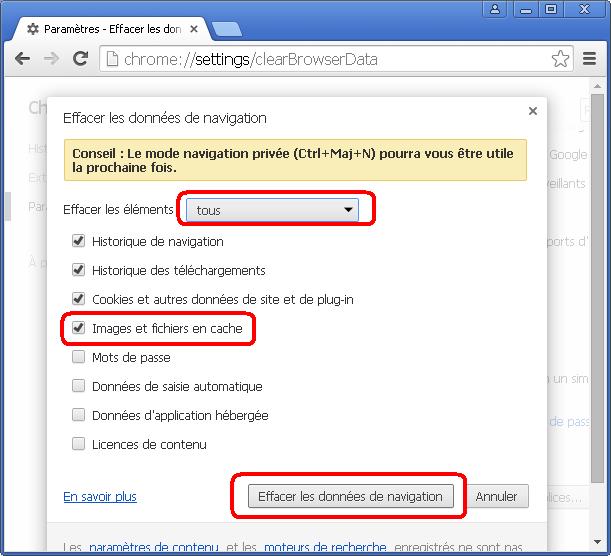 Paramètres - Effacer les don
chrome://settings/clearBrowserData
Ch
Effacer les données de navigation
Conseil : Le mode navigation privée (Ctrl+Maj+N) pourra vous être utile
la prochaine fois.
Hist
Google
Ext
veillants
Para
Effacer les éléments tous
Historique de navigation
ports d'
À p
Historique des téléchargements
Cookies et autres données de site et de plug-in
Images et fichiers en cache
Mots de passe
Données de saisie automatique
n un sim
Données d'application hébergée
de pass
Licences de contenu
En savoir plus Effacer les données de navigation Annuler
lices...
Les paramètres de contenu et les moteurs de recherche enregistrés ne sont pas